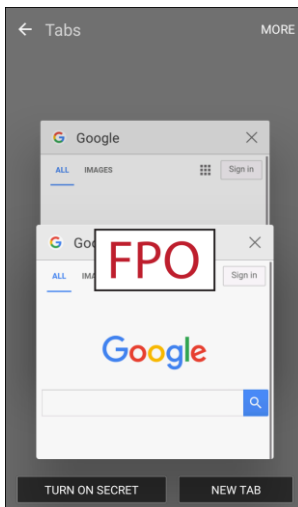 Tabs
MORE
Google
ALL IMAGES
Sign in
Goo
FPO
ALL IMA
Sign in
Google
TURN ON SECRET
NEW TAB